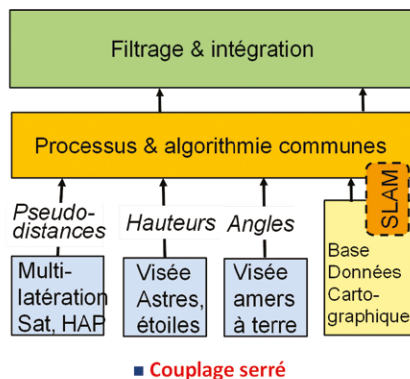 Filtrage & intégration
Processus & algorithmie communes
SLAM
Pseudo-
distances
Hauteurs
Angles
Multi-
latération
Sat, HAP
Visée
Astres,
étoiles
Visée
amers
à terre
Base
Données
Carto-
graphique
Couplage serré